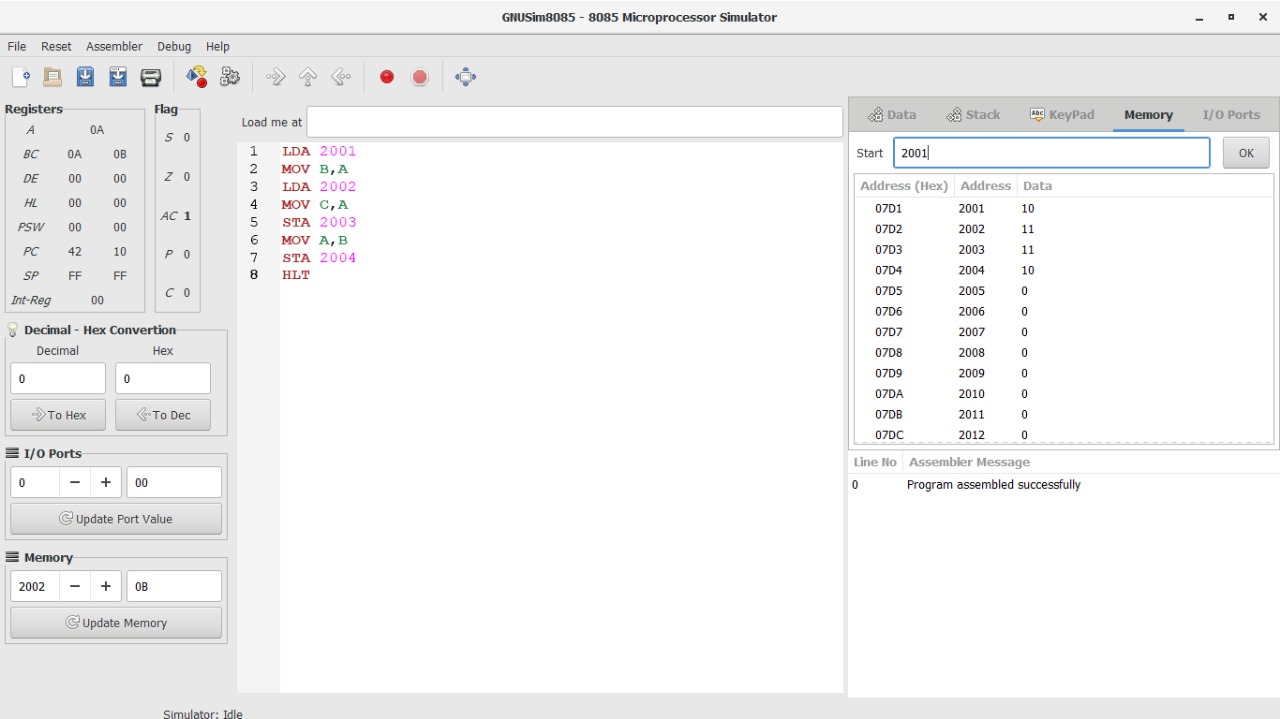 GNUSim8085 - 8085 Microprocessor Simulator
File Reset Assembler Debug Help
Registers
A 0A
BC 0A 0B
DE 00 00
HL 00 00
PSW 00 00
PC 42 10
SP FF FF
Int-Reg 00
Flag
S 0
Z 0
AC 1
P 0
C 0
Decimal - Hex Convertion
Decimal Hex
0 0
To Hex To Dec
I/O Ports
0 − + 00
Update Port Value
Memory
2002 − + 0B
Update Memory
Load me at
1 LDA 2001
2 MOV B,A
3 LDA 2002
4 MOV C,A
5 STA 2003
6 MOV A,B
7 STA 2004
8 HLT
Data Stack Abc KeyPad Memory I/O Ports
Start 2001 OK
Address (Hex) Address Data
07D1 2001 10
07D2 2002 11
07D3 2003 11
07D4 2004 10
07D5 2005 0
07D6 2006 0
07D7 2007 0
07D8 2008 0
07D9 2009 0
07DA 2010 0
07DB 2011 0
07DC 2012 0
Line No Assembler Message
0 Program assembled successfully
Simulator: Idle